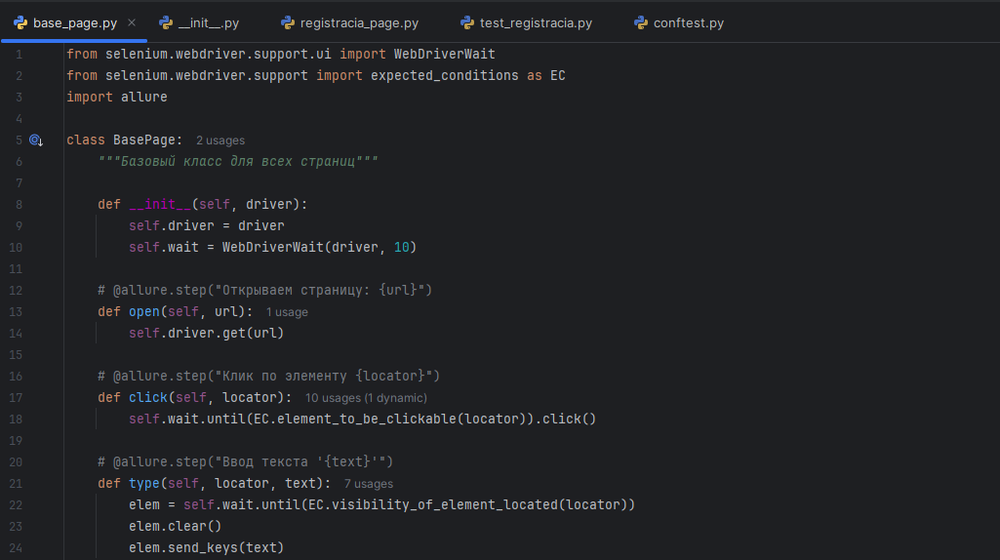 base_page.py × __init__.py registracia_page.py test_registracia.py conftest.py
1 from selenium.webdriver.support.ui import WebDriverWait
2 from selenium.webdriver.support import expected_conditions as EC
3 import allure
4
5 class BasePage: 2 usages
6 """Базовый класс для всех страниц"""
7
8 def __init__(self, driver):
9 self.driver = driver
10 self.wait = WebDriverWait(driver, 10)
11
12 # @allure.step("Открываем страницу: {url}")
13 def open(self, url): 1 usage
14 self.driver.get(url)
15
16 # @allure.step("Клик по элементу {locator}")
17 def click(self, locator): 10 usages (1 dynamic)
18 self.wait.until(EC.element_to_be_clickable(locator)).click()
19
20 # @allure.step("Ввод текста '{text}'")
21 def type(self, locator, text): 7 usages
22 elem = self.wait.until(EC.visibility_of_element_located(locator))
23 elem.clear()
24 elem.send_keys(text)